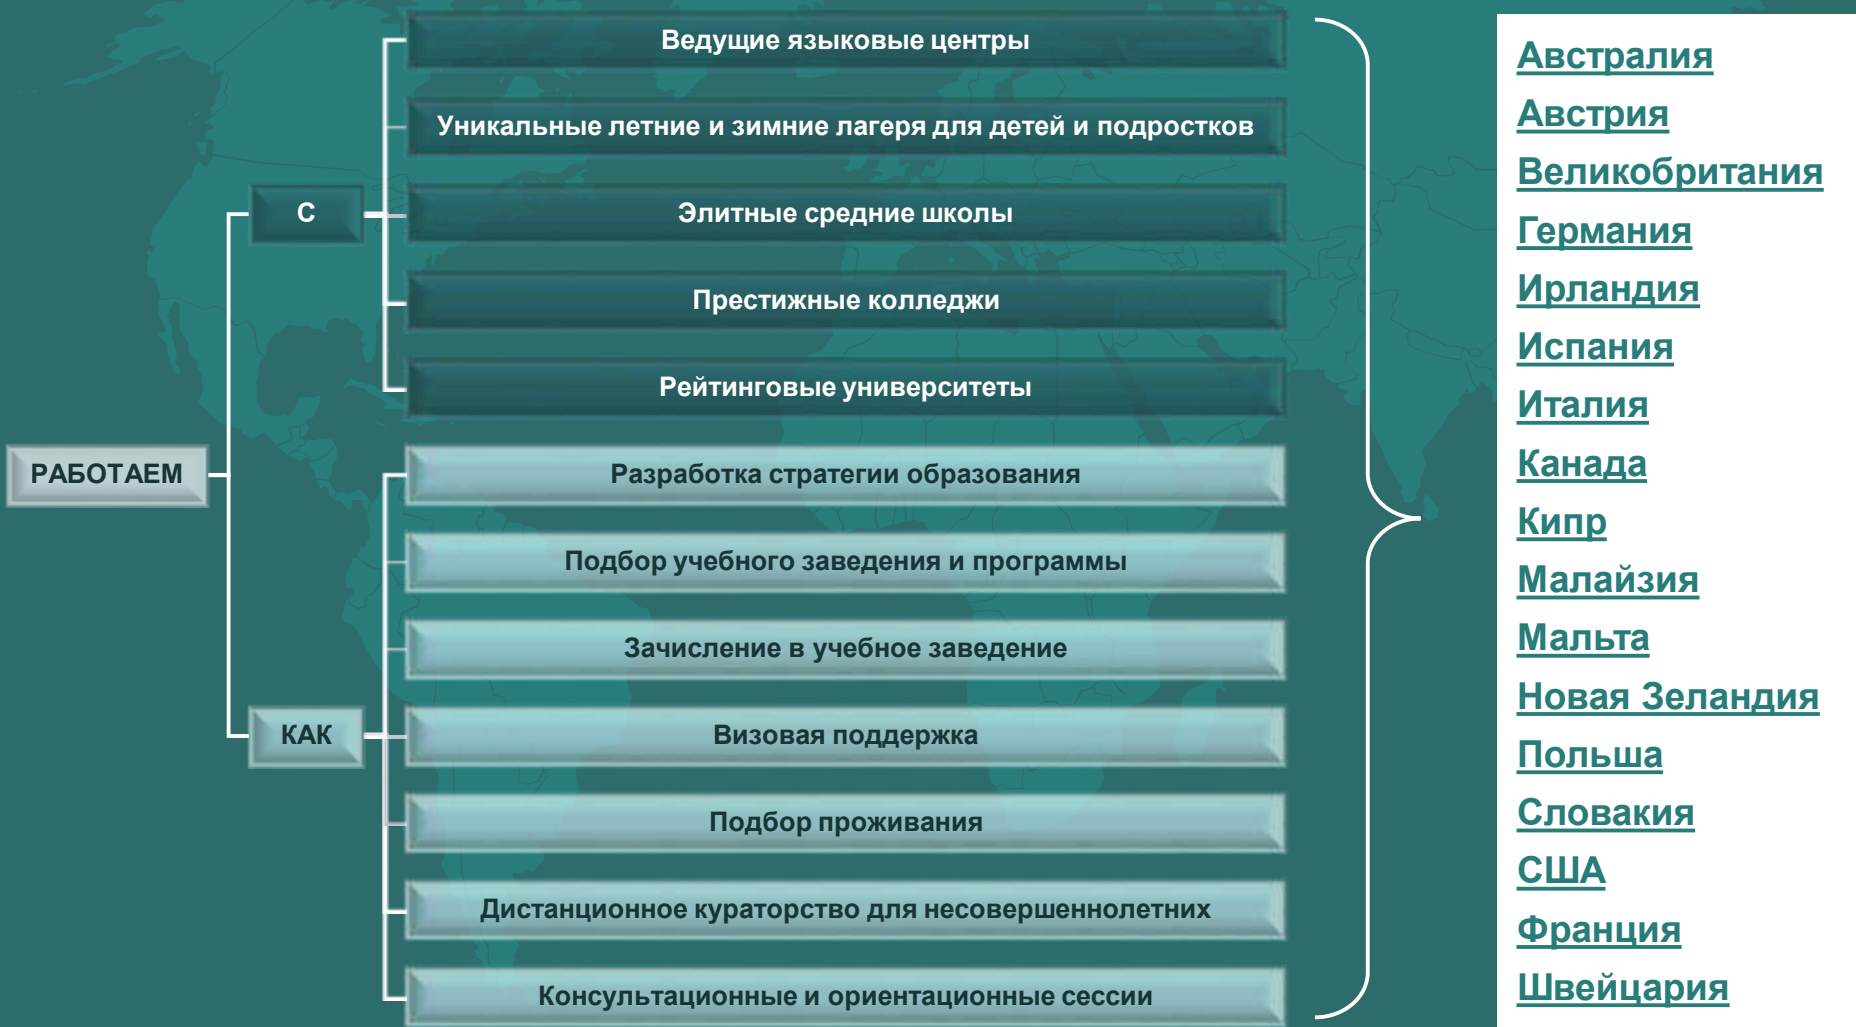 РАБОТАЕМ
С
Ведущие языковые центры
Уникальные летние и зимние лагеря для детей и подростков
Элитные средние школы
Престижные колледжи
Рейтинговые университеты
КАК
Разработка стратегии образования
Подбор учебного заведения и программы
Зачисление в учебное заведение
Визовая поддержка
Подбор проживания
Дистанционное кураторство для несовершеннолетних
Консультационные и ориентационные сессии
Австралия
Австрия
Великобритания
Германия
Ирландия
Испания
Италия
Канада
Кипр
Малайзия
Мальта
Новая Зеландия
Польша
Словакия
США
Франция
Швейцария